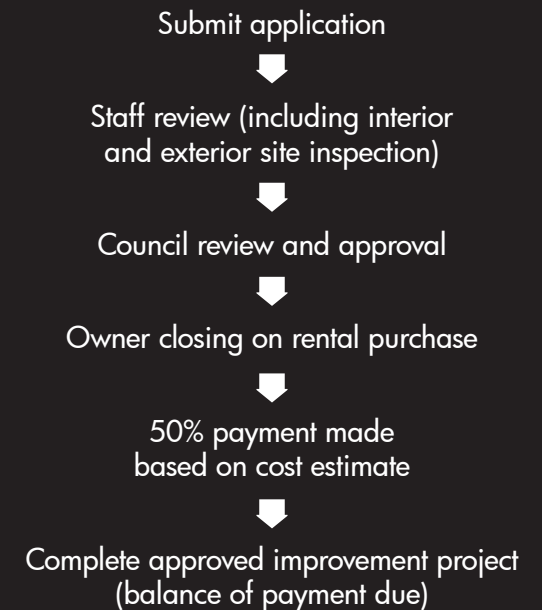 Submit application
Staff review (including interior
and exterior site inspection)
Council review and approval
Owner closing on rental purchase
50% payment made
based on cost estimate
Complete approved improvement project
(balance of payment due)